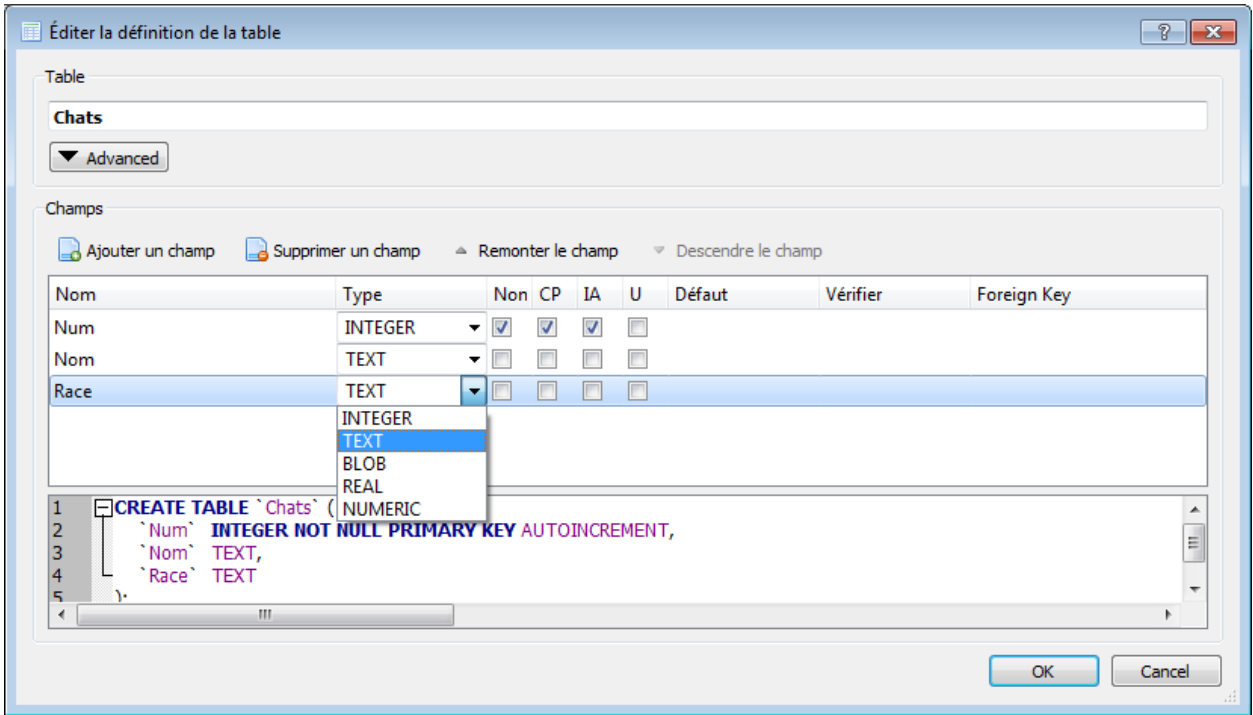 Éditer la définition de la table
Table
Chats
Advanced
Champs
Ajouter un champ Supprimer un champ Remonter le champ Descendre le champ
Nom Type Non CP IA U Défaut Vérifier Foreign Key
Num INTEGER
Nom TEXT
Race TEXT
INTEGER
TEXT
BLOB
REAL
NUMERIC
1 CREATE TABLE `Chats` (
2 `Num` INTEGER NOT NULL PRIMARY KEY AUTOINCREMENT,
3 `Nom` TEXT,
4 `Race` TEXT
5 );
OK Cancel